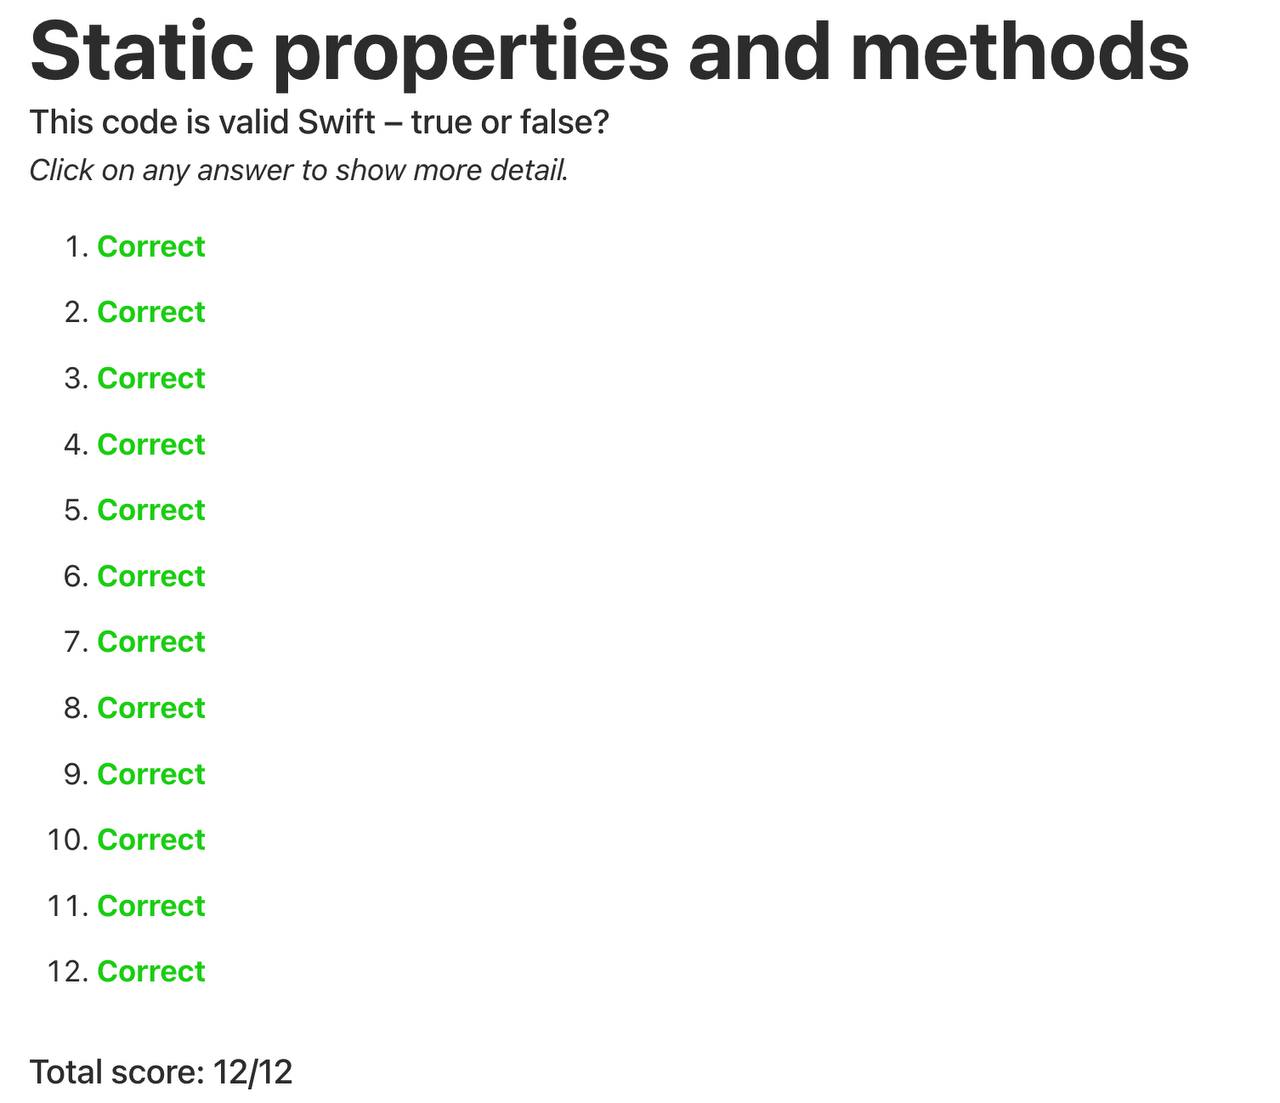 Static properties and methods
This code is valid Swift – true or false?
Click on any answer to show more detail.
1. Correct
2. Correct
3. Correct
4. Correct
5. Correct
6. Correct
7. Correct
8. Correct
9. Correct
10. Correct
11. Correct
12. Correct
Total score: 12/12